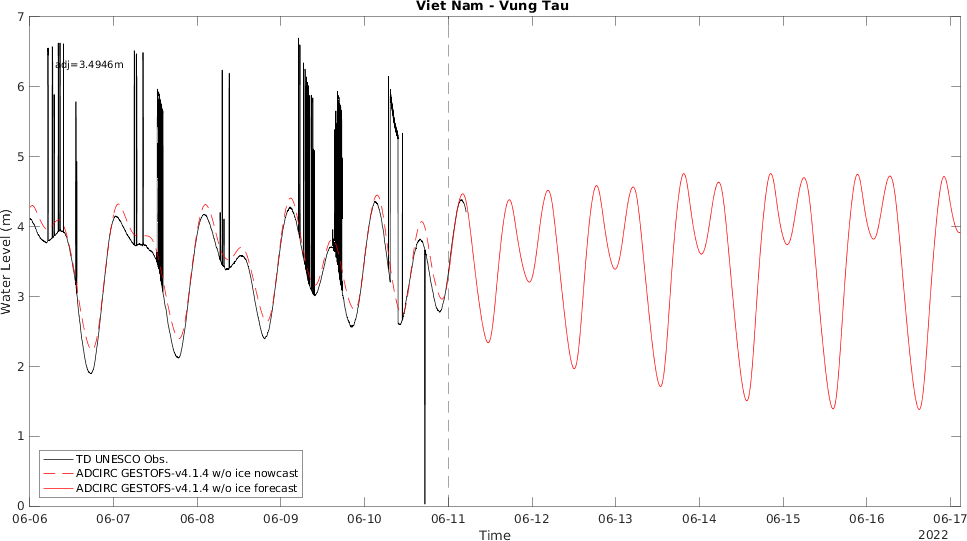 Viet Nam - Vung Tau
adj=3.4946m
Water Level (m)
7
6
5
4
3
2
1
0
TD UNESCO Obs.
ADCIRC GESTOFS-v4.1.4 w/o ice nowcast
ADCIRC GESTOFS-v4.1.4 w/o ice forecast
06-06 06-07 06-08 06-09 06-10 06-11 06-12 06-13 06-14 06-15 06-16 06-17
Time
2022